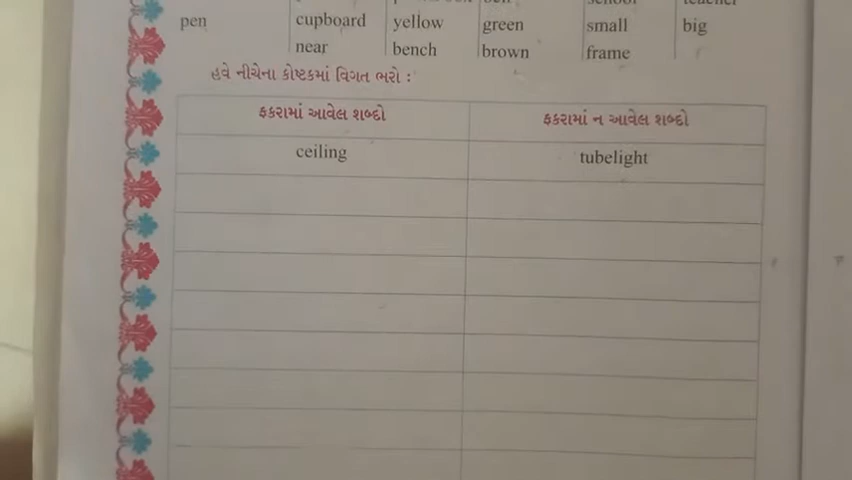 pen cupboard yellow green small big
near bench brown frame
હવે નીચેના કોષ્ટકમાં વિગત ભરો :
ફકરામાં આવેલ શબ્દો ફકરામાં ન આવેલ શબ્દો
ceiling tubelight